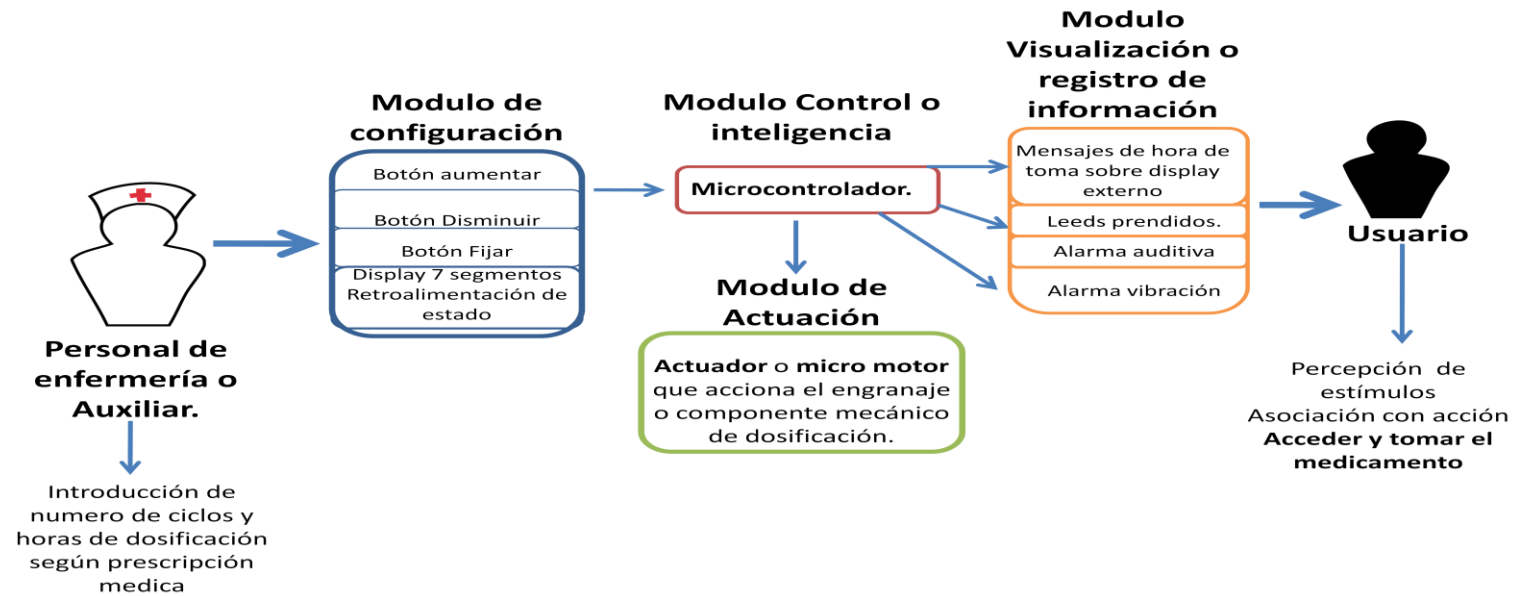 Personal de
enfermería o
Auxiliar.
Introducción de
numero de ciclos y
horas de dosificación
según prescripción
medica
Modulo de
configuración
Botón aumentar
Botón Disminuir
Botón Fijar
Display 7 segmentos
Retroalimentación de
estado
Modulo Control o
inteligencia
Microcontrolador.
Modulo de
Actuación
Actuador o micro motor
que acciona el engranaje
o componente mecánico
de dosificación.
Modulo
Visualización o
registro de
información
Mensajes de hora de
toma sobre display
externo
Leeds prendidos.
Alarma auditiva
Alarma vibración
Usuario
Percepción de
estímulos
Asociación con acción
Acceder y tomar el
medicamento